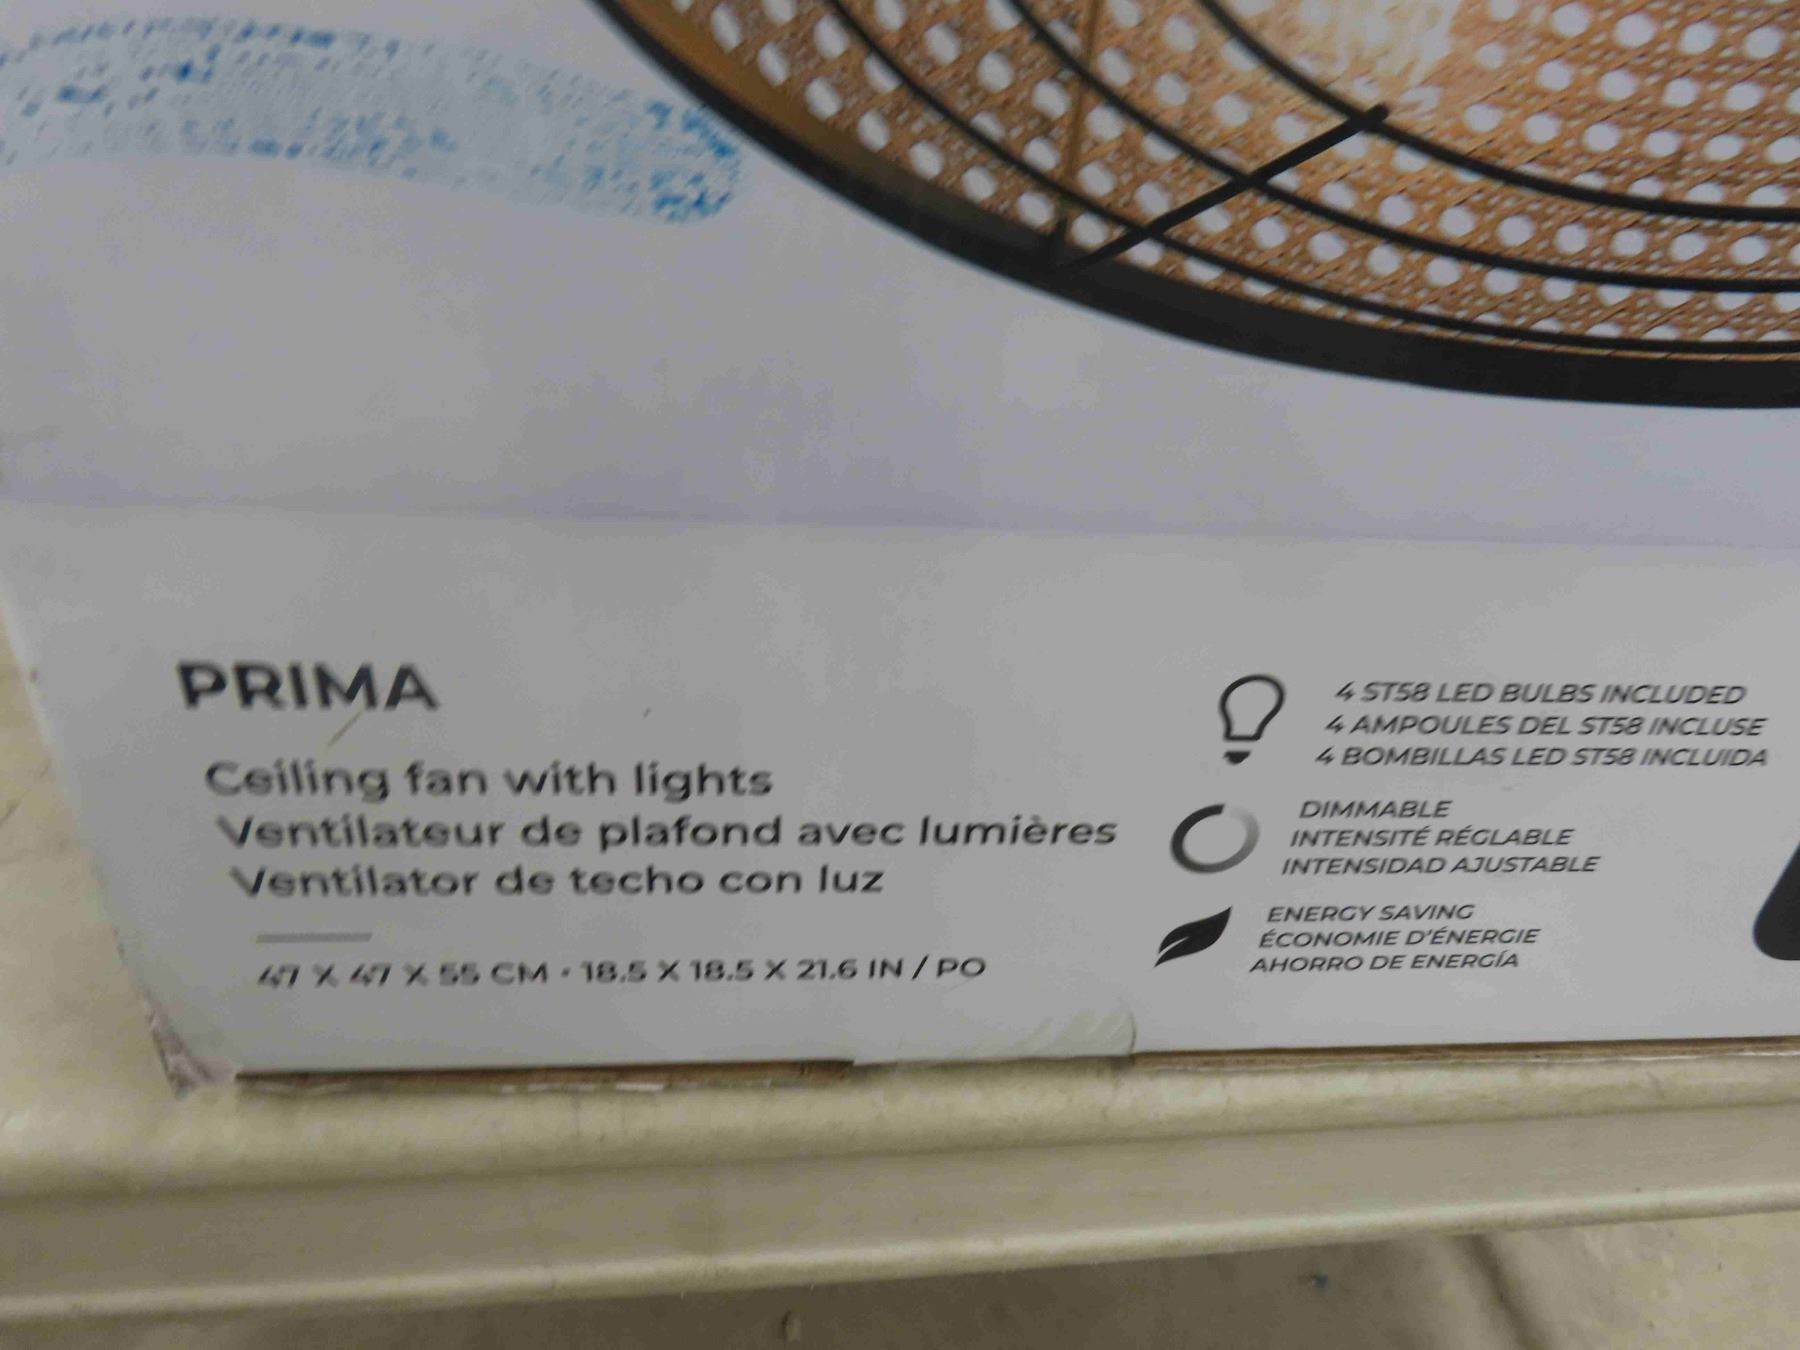 PRIMA
Ceiling fan with lights
Ventilateur de plafond avec lumières
Ventilator de techo con luz
47 X 47 X 55 CM • 18.5 X 18.5 X 21.6 IN / PO
4 ST58 LED BULBS INCLUDED
4 AMPOULES DEL ST58 INCLUSE
4 BOMBILLAS LED ST58 INCLUIDA
DIMMABLE
INTENSITÉ RÉGLABLE
INTENSIDAD AJUSTABLE
ENERGY SAVING
ÉCONOMIE D'ÉNERGIE
AHORRO DE ENERGÍA